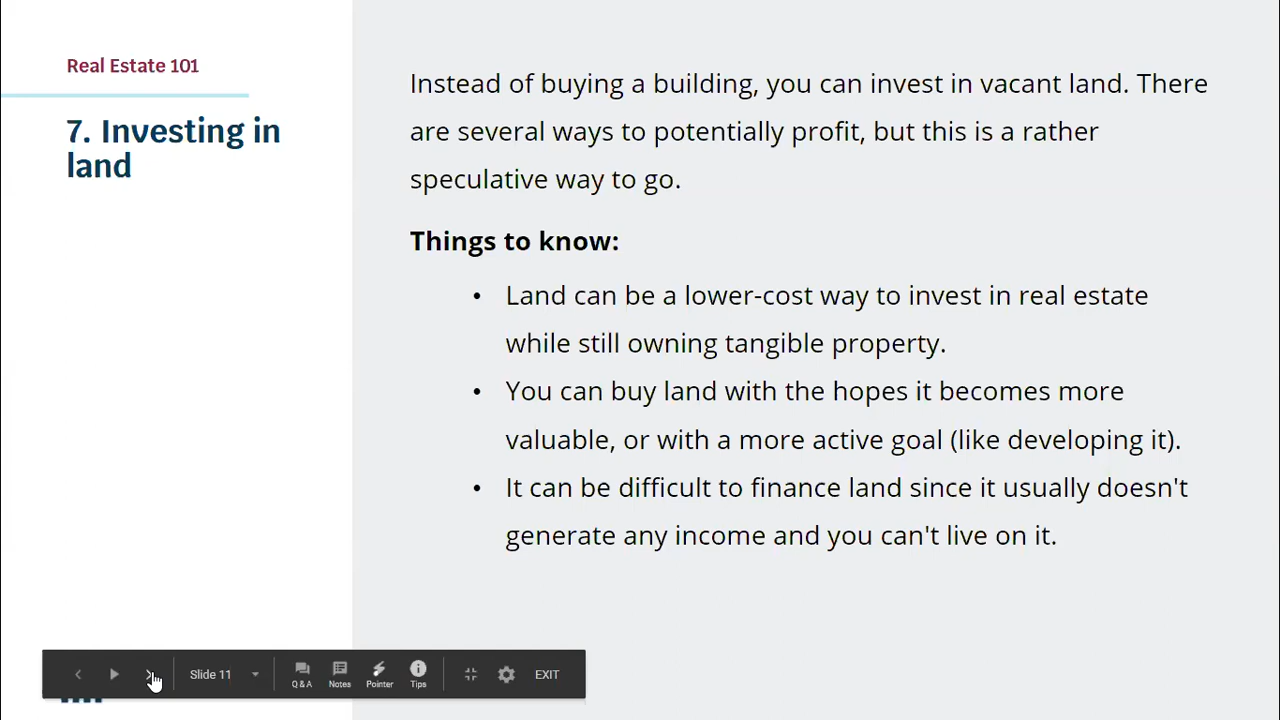 Real Estate 101
7. Investing in
land
Instead of buying a building, you can invest in vacant land. There
are several ways to potentially profit, but this is a rather
speculative way to go.
Things to know:
• Land can be a lower-cost way to invest in real estate
while still owning tangible property.
• You can buy land with the hopes it becomes more
valuable, or with a more active goal (like developing it).
• It can be difficult to finance land since it usually doesn't
generate any income and you can't live on it.
Slide 11
Q & A
Notes
Pointer
Tips
EXIT